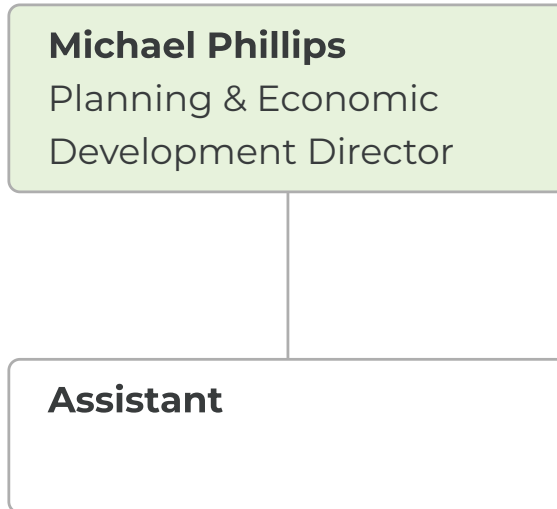 Michael Phillips
Planning & Economic
Development Director
Assistant